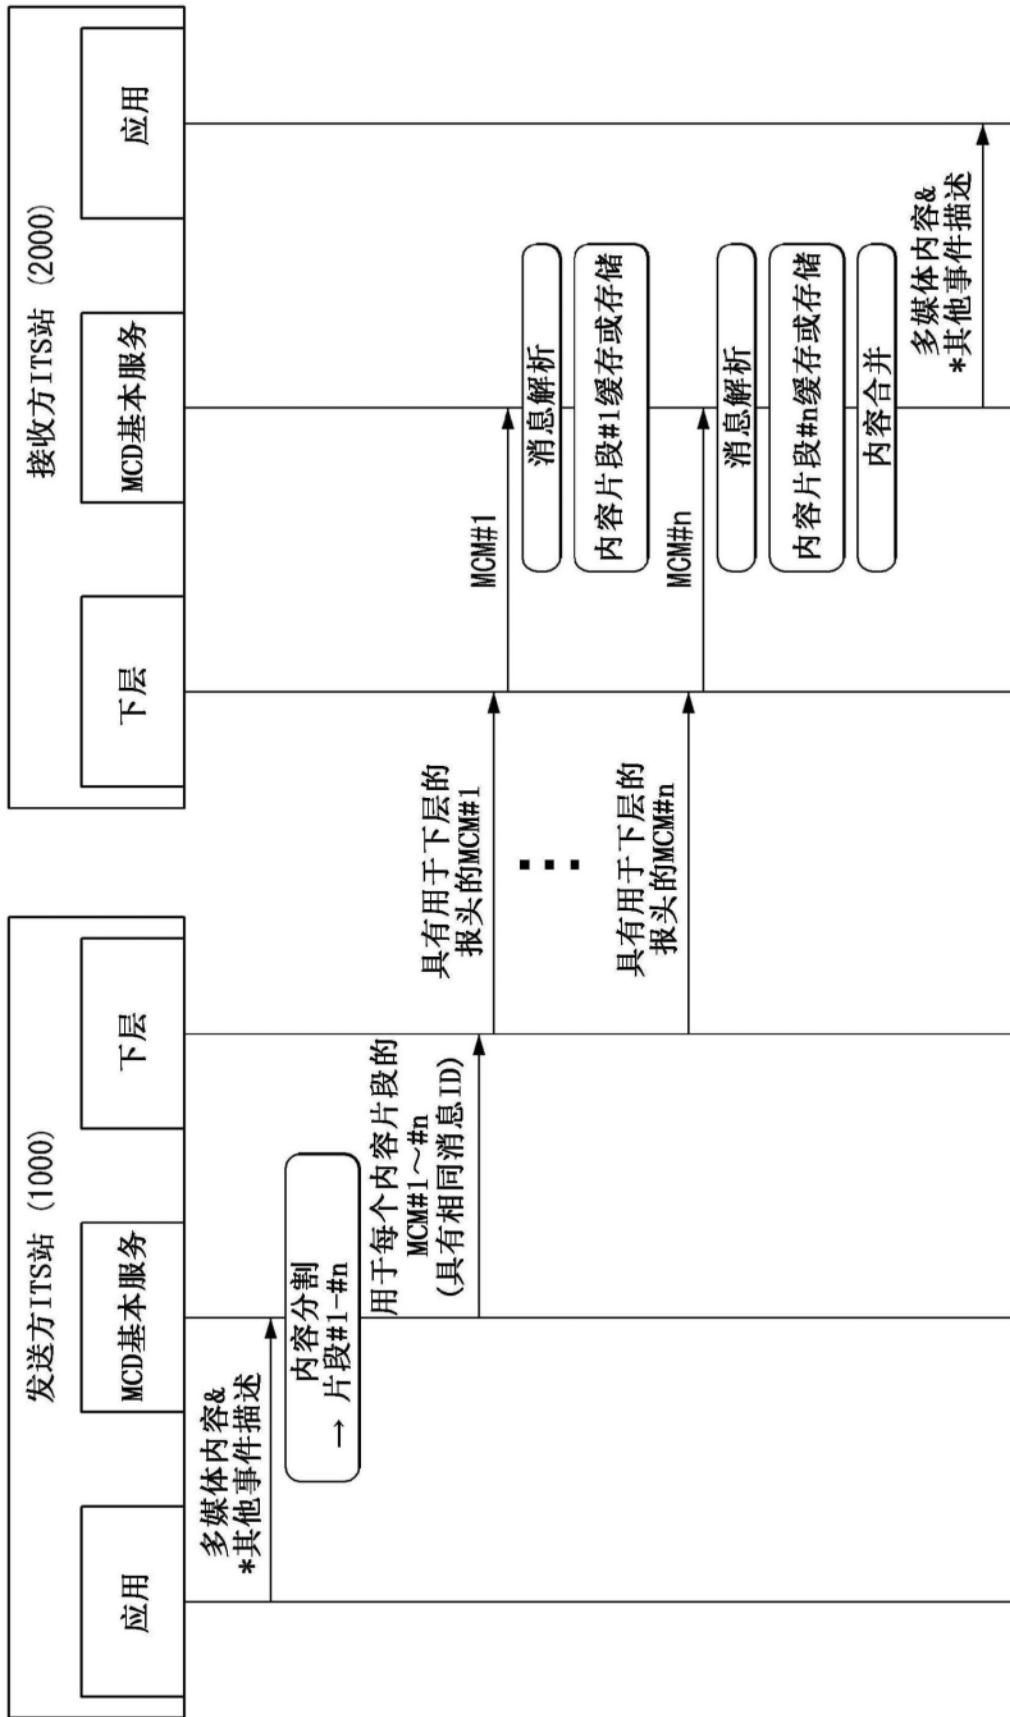 发送方ITS站 (1000)
接收方ITS站 (2000)
应用
MCD基本服务
下层
下层
MCD基本服务
应用
多媒体内容&
*其他事件描述
内容分割
→ 片段#1-#n
用于每个内容片段的
MCM#1～#n
(具有相同消息ID)
具有用于下层的
报头的MCM#1
MCM#1
消息解析
内容片段#1缓存或存储
...
具有用于下层的
报头的MCM#n
MCM#n
消息解析
内容片段#n缓存或存储
内容合并
多媒体内容&
*其他事件描述